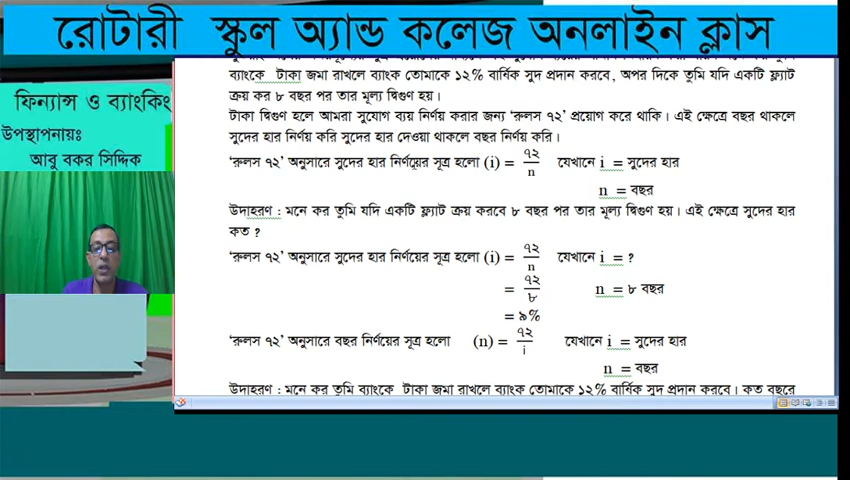 রোটারী স্কুল অ্যান্ড কলেজ অনলাইন ক্লাস
ফিন্যান্স ও ব্যাংকিং
উপস্থাপনায়ঃ
আবু বকর সিদ্দিক
ব্যাংকে টাকা জমা রাখলে ব্যাংক তোমাকে ১২% বার্ষিক সুদ প্রদান করবে, অপর দিকে তুমি যদি একটি ফ্ল্যাট
ক্রয় কর ৮ বছর পর তার মূল্য দ্বিগুণ হয়।
টাকা দ্বিগুণ হলে আমরা সুযোগ ব্যয় নির্ণয় করার জন্য ‘রুলস ৭২’ প্রয়োগ করে থাকি। এই ক্ষেত্রে বছর থাকলে
সুদের হার নির্ণয় করি সুদের হার দেওয়া থাকলে বছর নির্ণয় করি।
‘রুলস ৭২’ অনুসারে সুদের হার নির্ণয়ের সূত্র হলো (i) = ৭২/n যেখানে i = সুদের হার
n = বছর
উদাহরণ : মনে কর তুমি যদি একটি ফ্ল্যাট ক্রয় করবে ৮ বছর পর তার মূল্য দ্বিগুণ হয়। এই ক্ষেত্রে সুদের হার
কত ?
‘রুলস ৭২’ অনুসারে সুদের হার নির্ণয়ের সূত্র হলো (i) = ৭২/n যেখানে i = ?
= ৭২/৮ n = ৮ বছর
= ৯%
‘রুলস ৭২’ অনুসারে বছর নির্ণয়ের সূত্র হলো (n) = ৭২/i যেখানে i = সুদের হার
n = বছর
উদাহরণ : মনে কর তুমি ব্যাংকে টাকা জমা রাখলে ব্যাংক তোমাকে ১২% বার্ষিক সুদ প্রদান করবে। কত বছরে